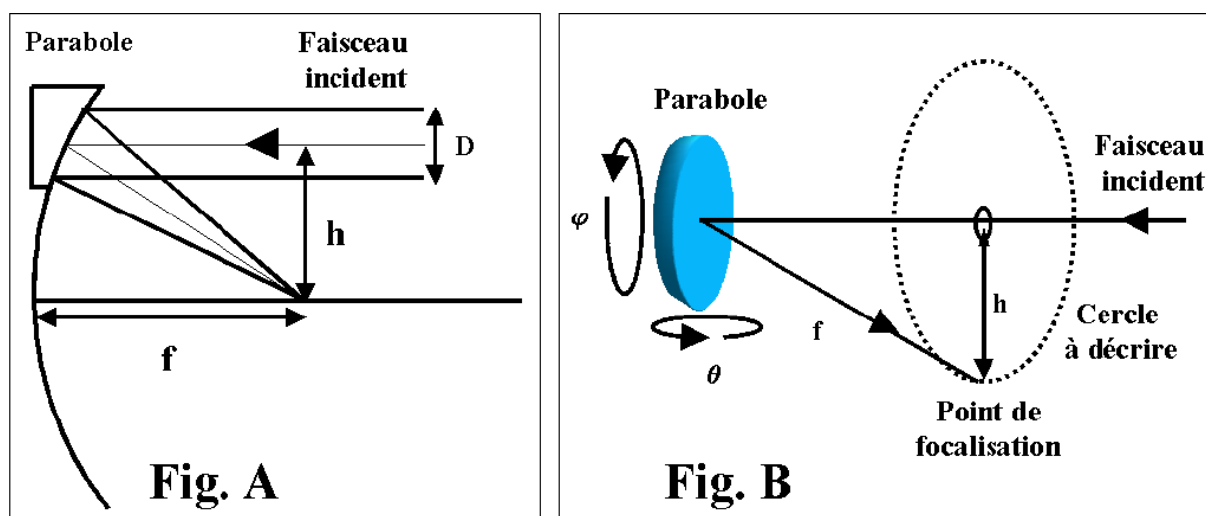 Parabole
Faisceau
incident
D
h
f
Fig. A
Parabole
Faisceau
incident
φ
h
f
Cercle
à décrire
θ
Point de
focalisation
Fig. B